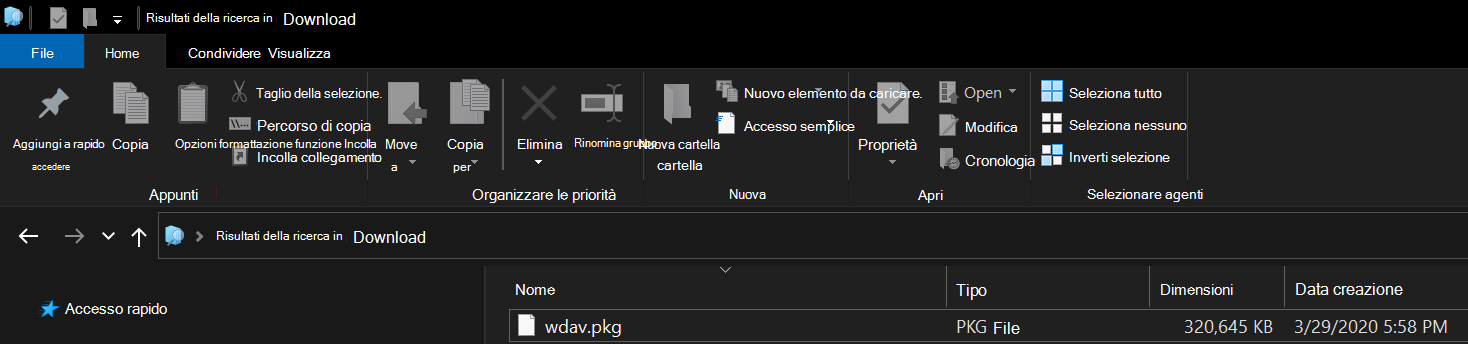 Risultati della ricerca in Download
File Home Condividere Visualizza
Aggiungi a rapido
accedere
Copia
Opzioni formattazione funzione Incolla
Taglio della selezione.
Percorso di copia
Incolla collegamento
Appunti
Move
a
Copia
per
Elimina
Rinomina gruppo
Organizzare le priorità
Nuova cartella
cartella
Nuovo elemento da caricare.
Accesso semplice
Nuova
Proprietà
Open
Modifica
Cronologia
Apri
Seleziona tutto
Seleziona nessuno
Inverti selezione
Selezionare agenti
Risultati della ricerca in Download
Accesso rapido
Nome Tipo Dimensioni Data creazione
wdav.pkg PKG File 320,645 KB 3/29/2020 5:58 PM